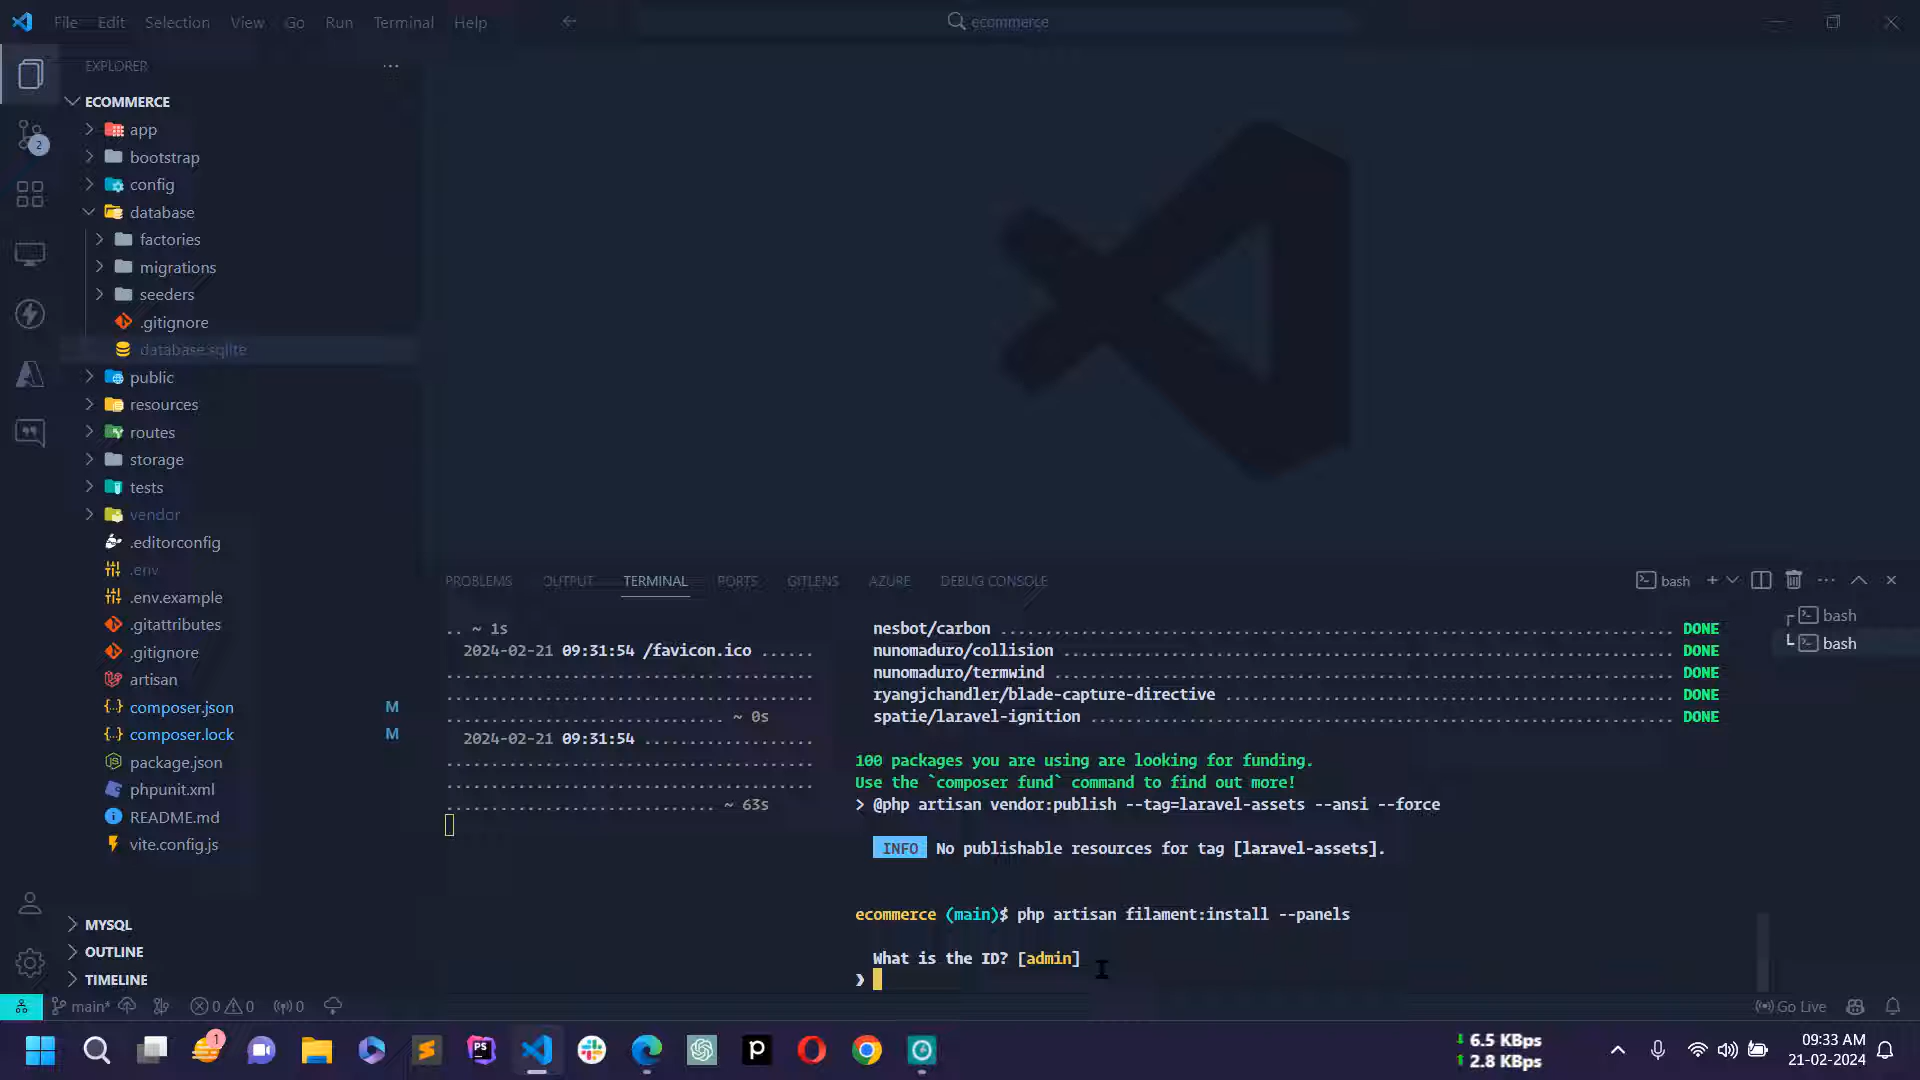 File Edit Selection View Go Run Terminal Help
ecommerce
EXPLORER
ECOMMERCE
app
bootstrap
config
database
factories
migrations
seeders
.gitignore
database.sqlite
public
resources
routes
storage
tests
vendor
.editorconfig
.env
.env.example
.gitattributes
.gitignore
artisan
composer.json M
composer.lock M
package.json
phpunit.xml
README.md
vite.config.js
MYSQL
OUTLINE
TIMELINE
2
PROBLEMS OUTPUT TERMINAL PORTS GITLENS AZURE DEBUG CONSOLE
bash
.. ~ 1s
2024-02-21 09:31:54 /favicon.ico ......
.........................................
.........................................
............................... ~ 0s
2024-02-21 09:31:54 ...................
.........................................
.........................................
.............................. ~ 63s
nesbot/carbon .......................................................................... DONE
nunomaduro/collision ................................................................... DONE
nunomaduro/termwind .................................................................... DONE
ryangjchandler/blade-capture-directive ................................................. DONE
spatie/laravel-ignition ................................................................ DONE
100 packages you are using are looking for funding.
Use the `composer fund` command to find out more!
> @php artisan vendor:publish --tag=laravel-assets --ansi --force
INFO No publishable resources for tag [laravel-assets].
ecommerce (main)$ php artisan filament:install --panels
What is the ID? [admin]
❯
bash
bash
main* 0 0 0 Go Live
1
PS
P
6.5 KBps
2.8 KBps
09:33 AM
21-02-2024